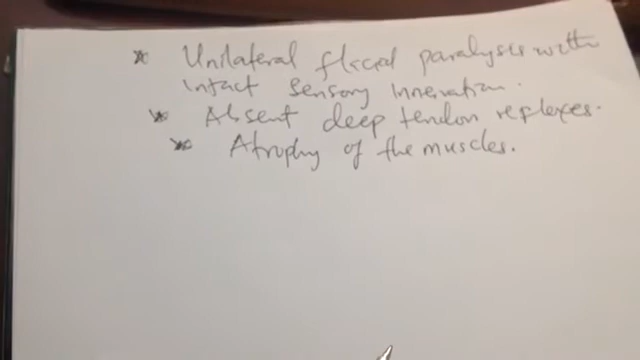 * Unilateral flaccid paralysis with
intact sensory innervation.
* Absent deep tendon reflexes.
* Atrophy of the muscles.